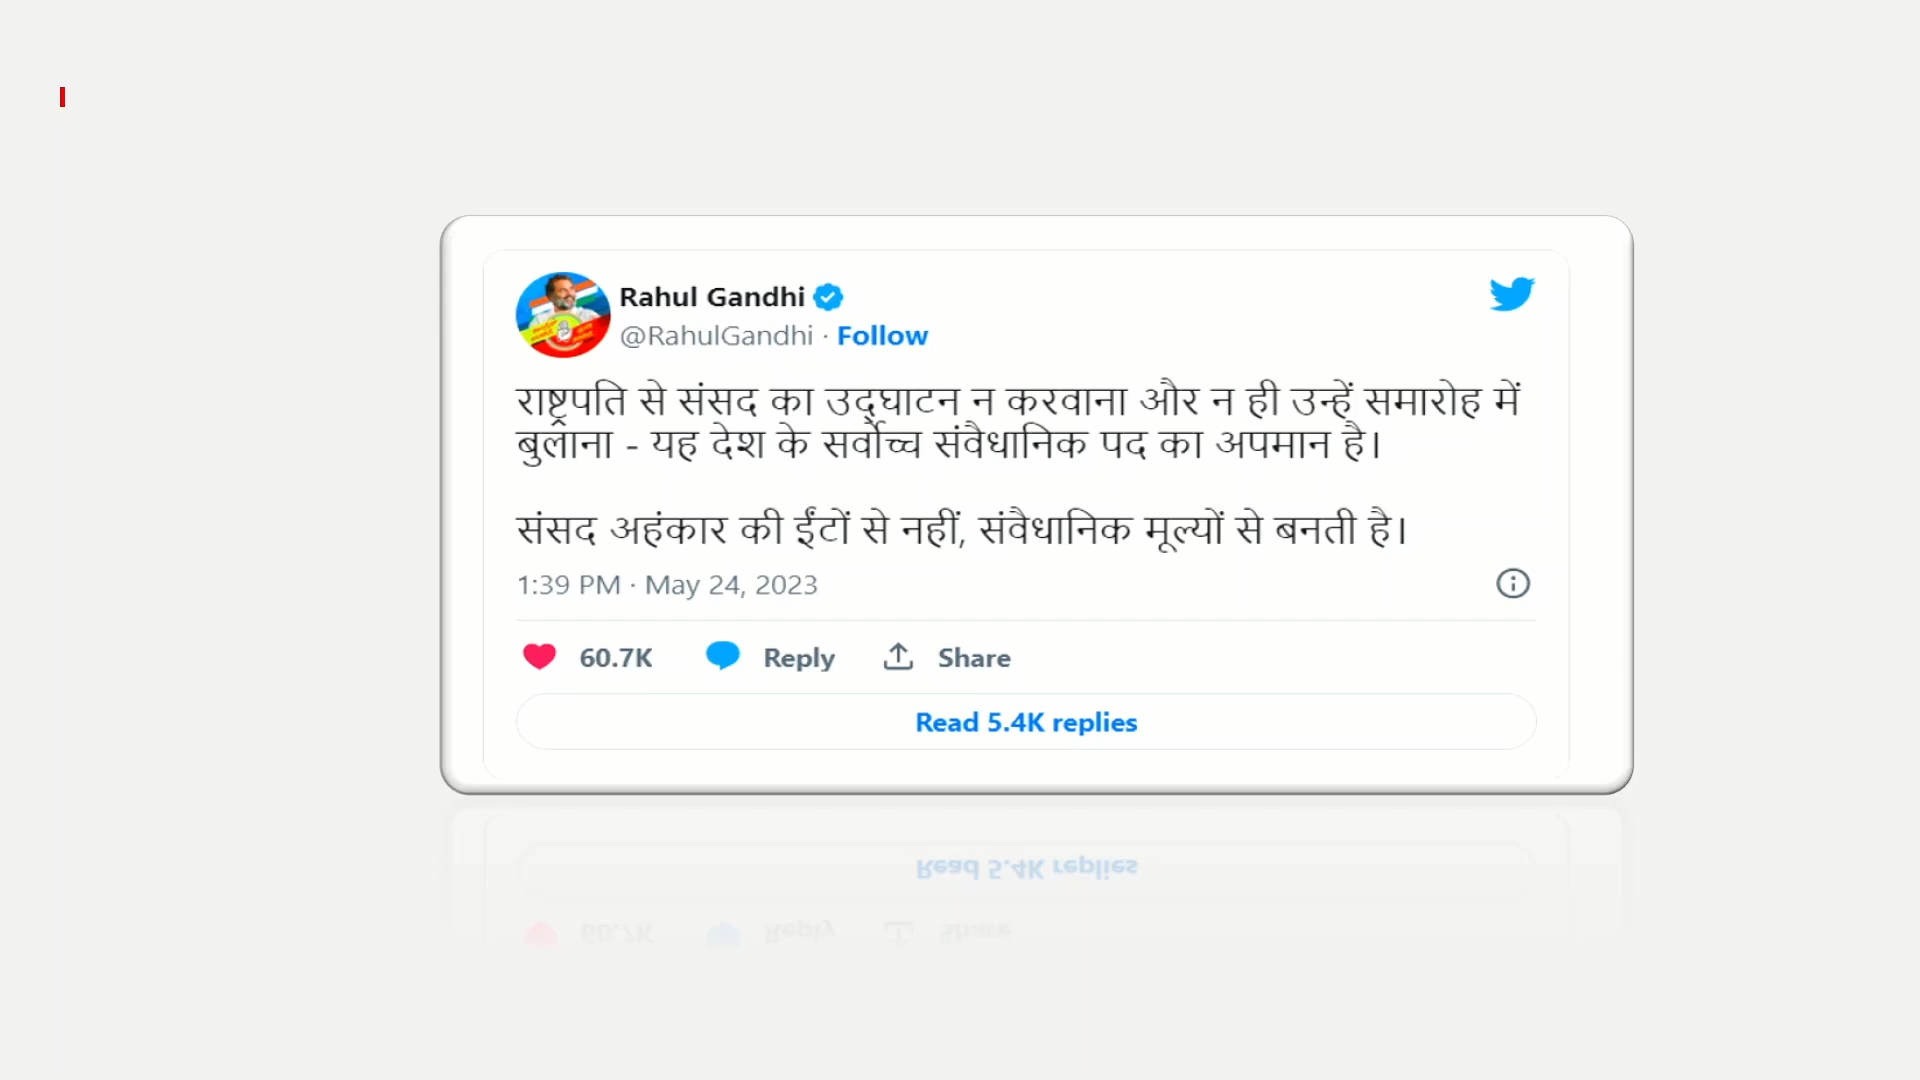 Rahul Gandhi
@RahulGandhi · Follow
राष्ट्रपति से संसद का उद्घाटन न करवाना और न ही उन्हें समारोह में
बुलाना - यह देश के सर्वोच्च संवैधानिक पद का अपमान है।
संसद अहंकार की ईंटों से नहीं, संवैधानिक मूल्यों से बनती है।
1:39 PM · May 24, 2023
60.7K Reply Share
Read 5.4K replies